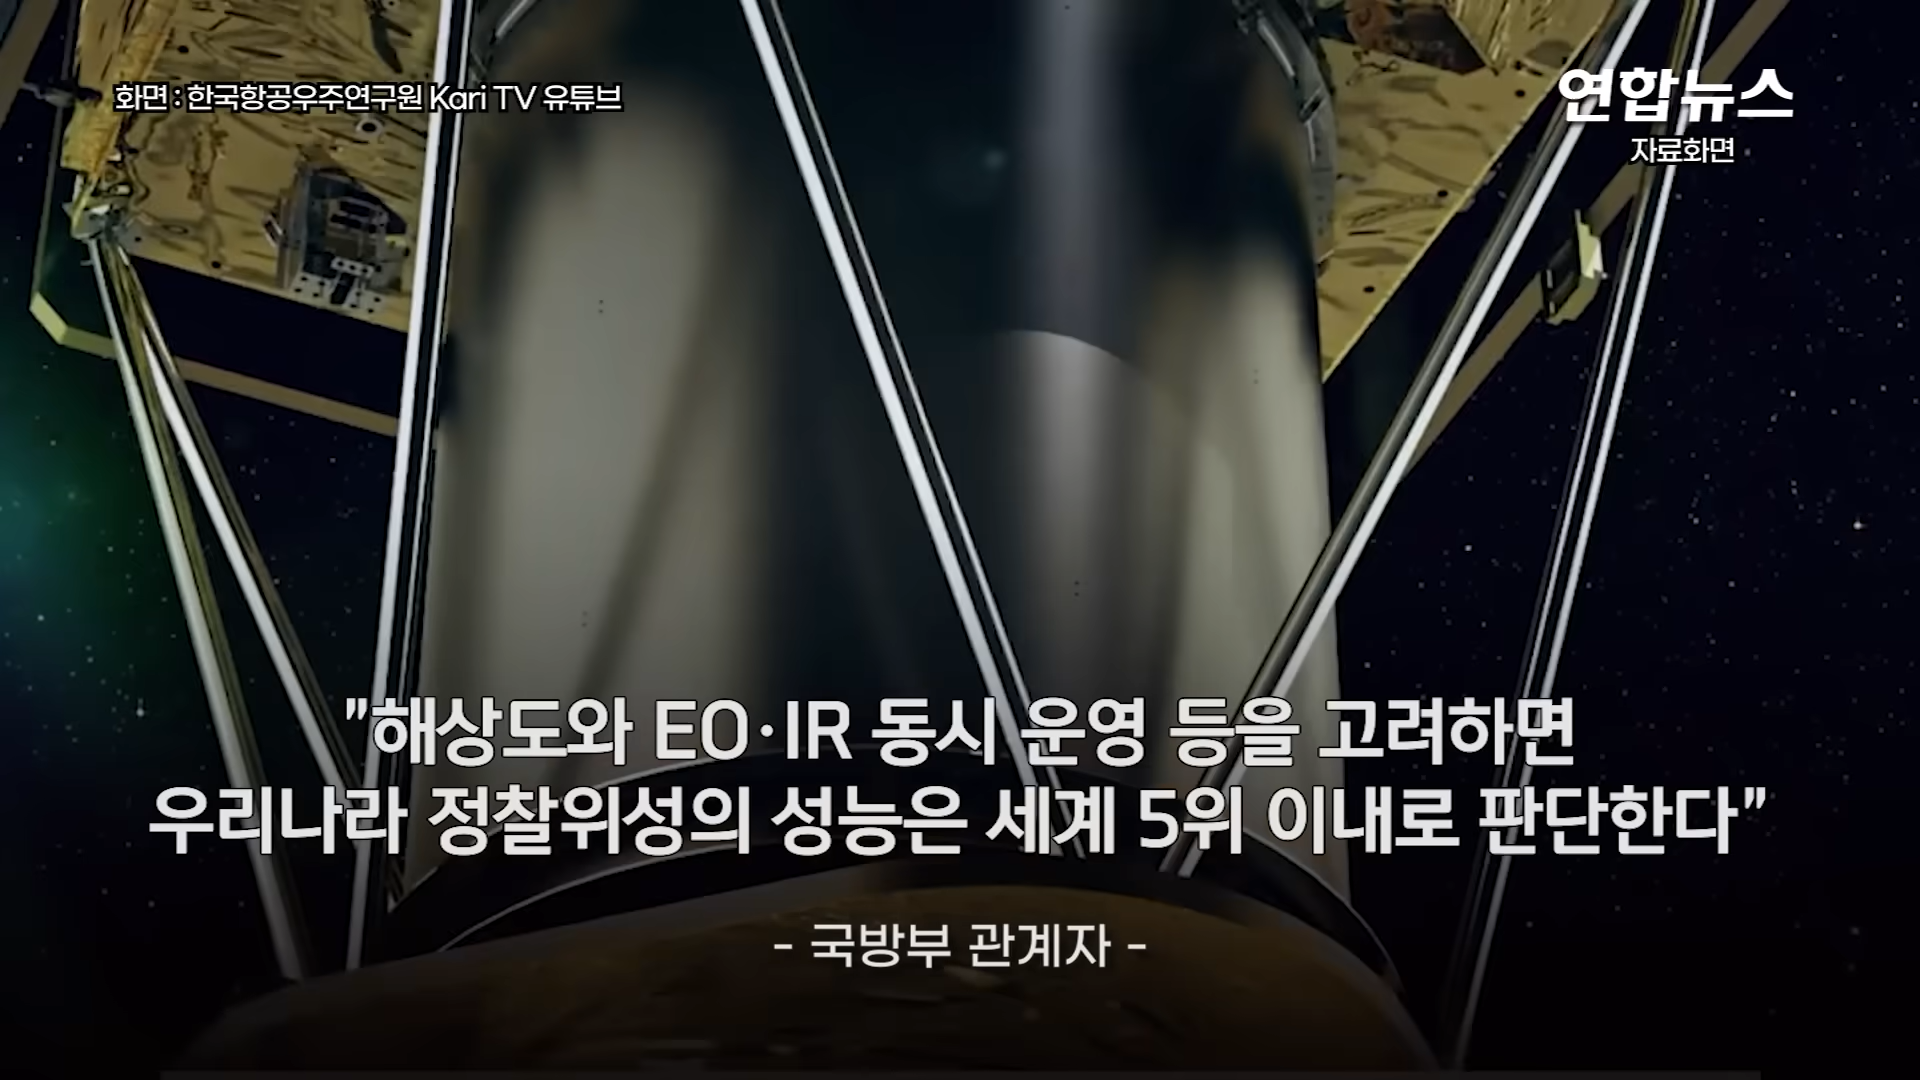 화면 : 한국항공우주연구원 Kari TV 유튜브
연합뉴스
자료화면
"해상도와 EO·IR 동시 운영 등을 고려하면
우리나라 정찰위성의 성능은 세계 5위 이내로 판단한다"
- 국방부 관계자 -